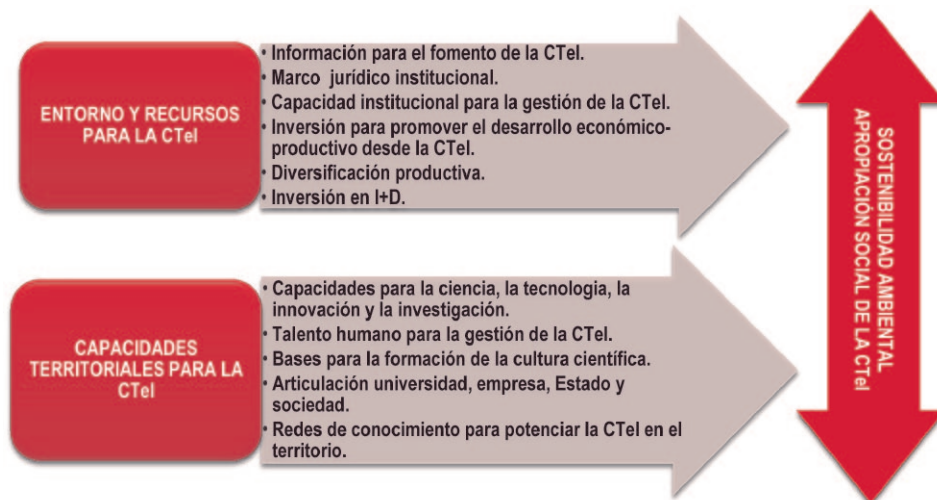 ENTORNO Y RECURSOS
PARA LA CTeI
• Información para el fomento de la CTeI.
• Marco jurídico institucional.
• Capacidad institucional para la gestión de la CTeI.
• Inversión para promover el desarrollo económico-
productivo desde la CTeI.
• Diversificación productiva.
• Inversión en I+D.
CAPACIDADES
TERRITORIALES PARA LA
CTeI
• Capacidades para la ciencia, la tecnologia, la
innovación y la investigación.
• Talento humano para la gestión de la CTeI.
• Bases para la formación de la cultura científica.
• Articulación universidad, empresa, Estado y
sociedad.
• Redes de conocimiento para potenciar la CTeI en el
territorio.
SOSTENIBILIDAD AMBIENTAL
APROPIACIÓN SOCIAL DE LA CTeI